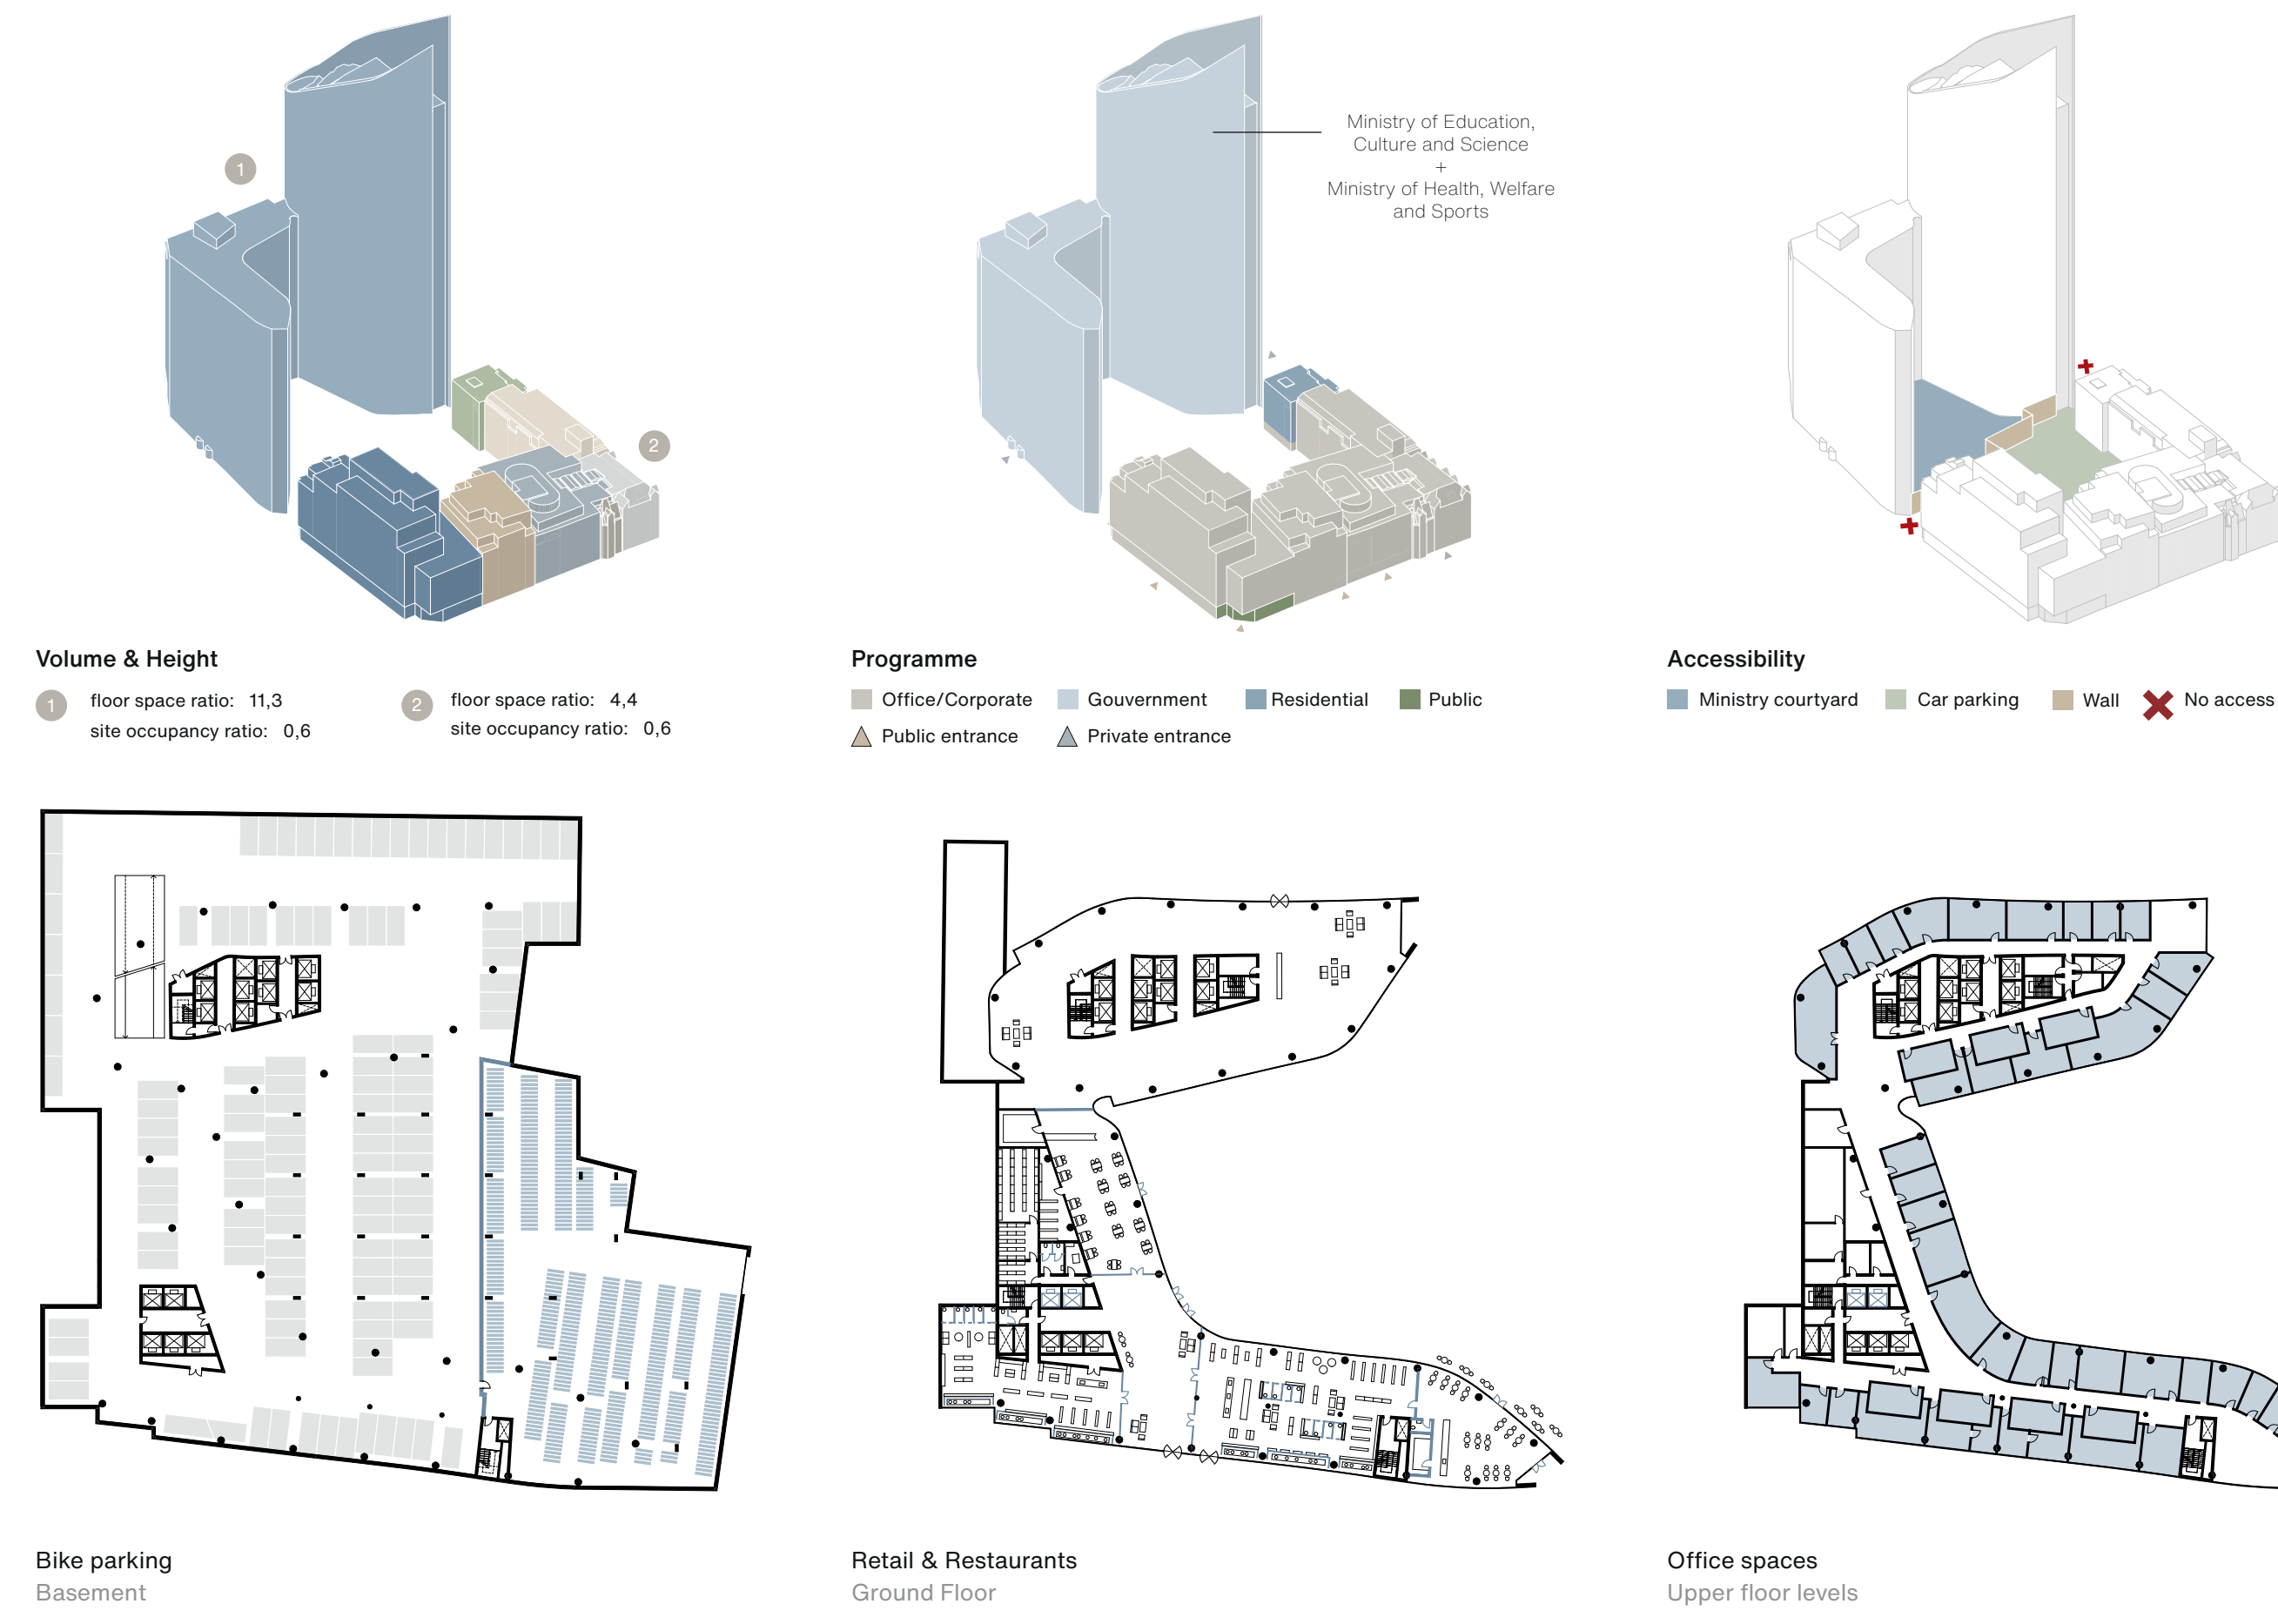 1
Ministry of Education,
Culture and Science
+
Ministry of Health, Welfare
and Sports
2
Volume & Height
1
floor space ratio: 11,3
site occupancy ratio: 0,6
2
floor space ratio: 4,4
site occupancy ratio: 0,6
Programme
Office/Corporate Gouvernment Residential Public
Public entrance Private entrance
Accessibility
Ministry courtyard Car parking Wall No access
Bike parking
Basement
Retail & Restaurants
Ground Floor
Office spaces
Upper floor levels